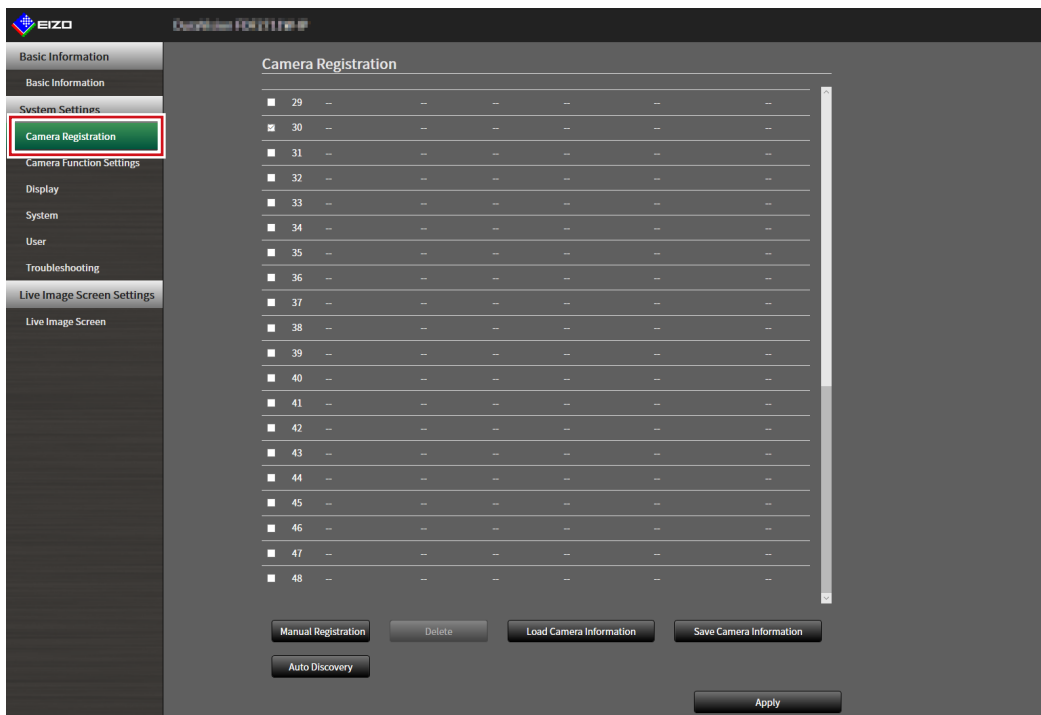 EIZO
Basic Information
Basic Information
System Settings
Camera Registration
Camera Function Settings
Display
System
User
Troubleshooting
Live Image Screen Settings
Live Image Screen
Camera Registration
29 -- -- -- -- -- --
30 -- -- -- -- -- --
31 -- -- -- -- -- --
32 -- -- -- -- -- --
33 -- -- -- -- -- --
34 -- -- -- -- -- --
35 -- -- -- -- -- --
36 -- -- -- -- -- --
37 -- -- -- -- -- --
38 -- -- -- -- -- --
39 -- -- -- -- -- --
40 -- -- -- -- -- --
41 -- -- -- -- -- --
42 -- -- -- -- -- --
43 -- -- -- -- -- --
44 -- -- -- -- -- --
45 -- -- -- -- -- --
46 -- -- -- -- -- --
47 -- -- -- -- -- --
48 -- -- -- -- -- --
Manual Registration Delete Load Camera Information Save Camera Information
Auto Discovery
Apply